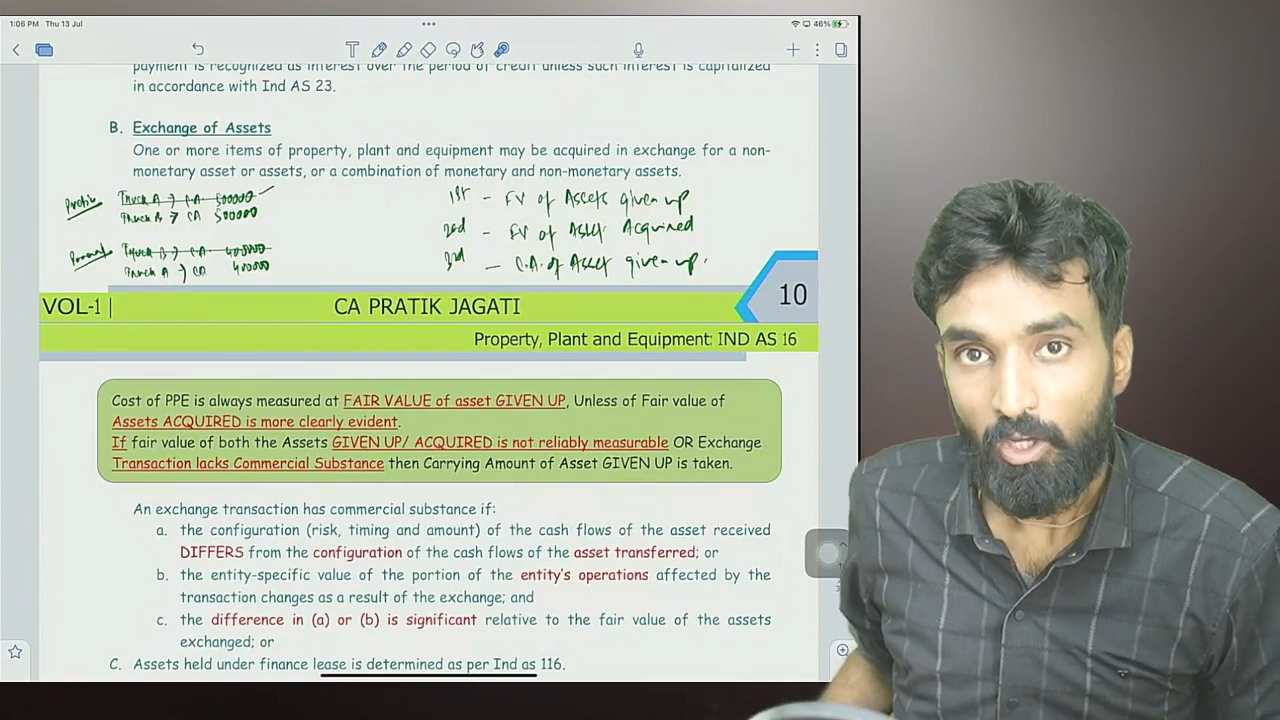 1:06 PM Thu 13 Jul
46%
payment is recognized as interest over the period of credit unless such interest is capitalized
in accordance with Ind AS 23.
B. Exchange of Assets
One or more items of property, plant and equipment may be acquired in exchange for a non-
monetary asset or assets, or a combination of monetary and non-monetary assets.
Truck A → CA 500000
Truck B → CA 500000
Truck B → CA 400000
Truck A → CA 400000
1st - FV of Assets given up
2nd - FV of Asset Acquired
3rd - C.A. of Asset given up.
VOL-1 |
CA PRATIK JAGATI
10
Property, Plant and Equipment: IND AS 16
Cost of PPE is always measured at FAIR VALUE of asset GIVEN UP, Unless of Fair value of
Assets ACQUIRED is more clearly evident.
If fair value of both the Assets GIVEN UP/ ACQUIRED is not reliably measurable OR Exchange
Transaction lacks Commercial Substance then Carrying Amount of Asset GIVEN UP is taken.
An exchange transaction has commercial substance if:
a. the configuration (risk, timing and amount) of the cash flows of the asset received
DIFFERS from the configuration of the cash flows of the asset transferred; or
b. the entity-specific value of the portion of the entity's operations affected by the
transaction changes as a result of the exchange; and
c. the difference in (a) or (b) is significant relative to the fair value of the assets
exchanged; or
C. Assets held under finance lease is determined as per Ind as 116.